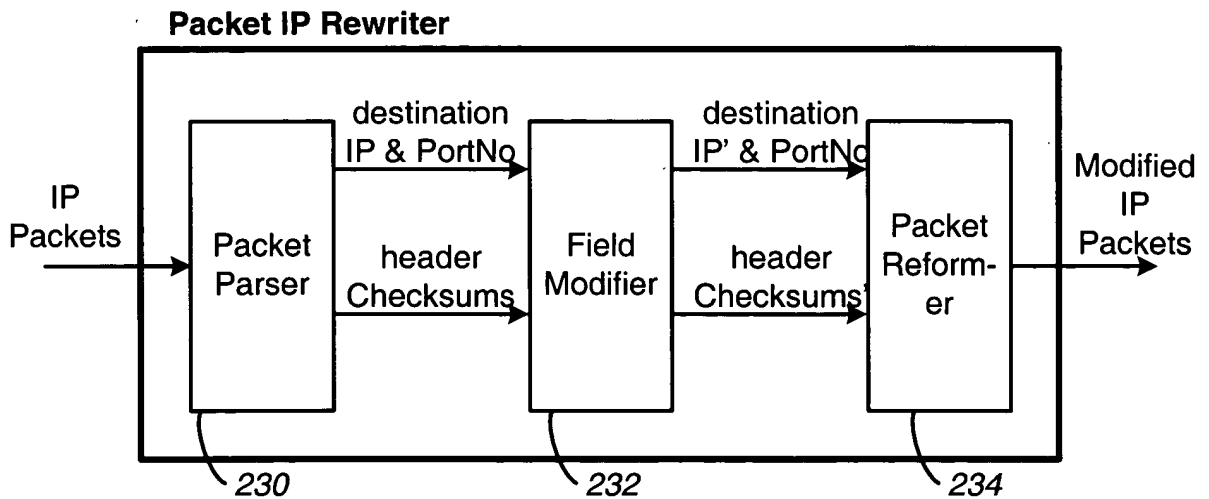 Packet IP Rewriter
IP
Packets
Packet
Parser
destination
IP & PortNo
header
Checksums
Field
Modifier
destination
IP' & PortNo
header
Checksums'
Packet
Reform-
er
Modified
IP
Packets
230
232
234